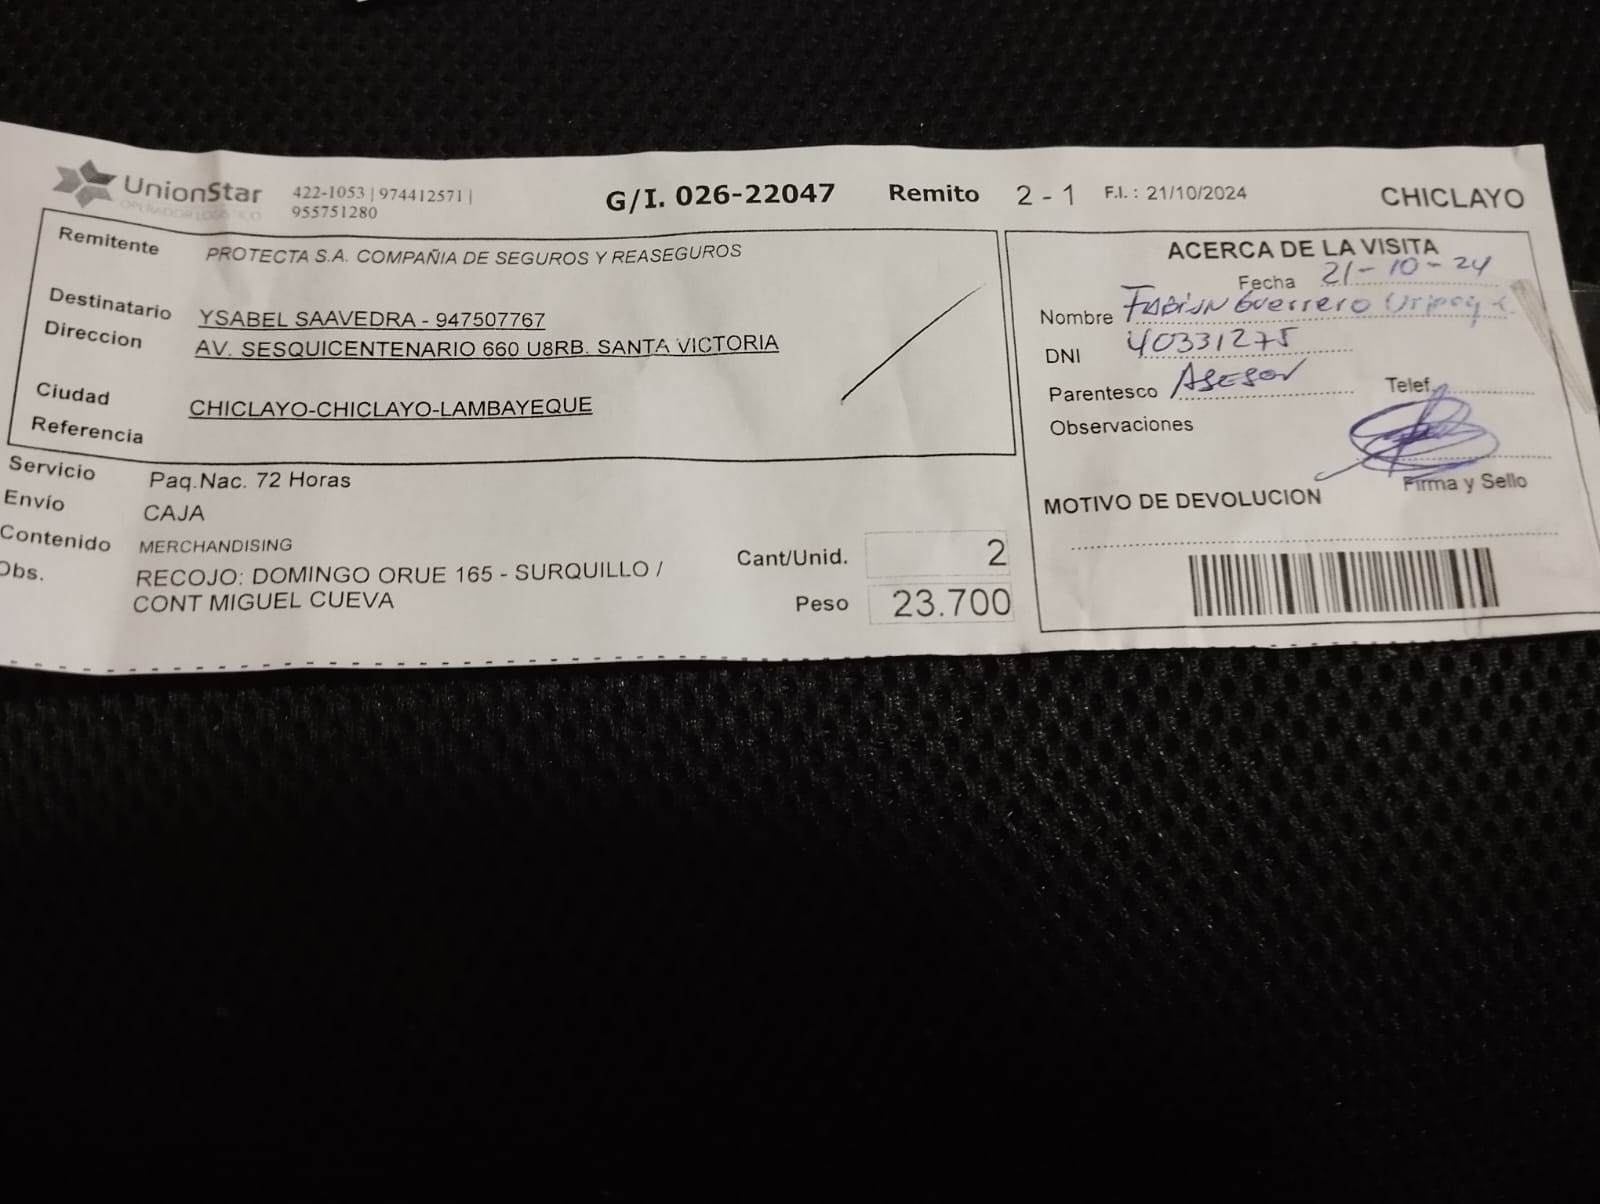 UnionStar
OPERADOR LOGISTICO
422-1053 | 974412571 |
955751280
G/I. 026-22047
Remito 2 - 1
F.I. : 21/10/2024
CHICLAYO
Remitente PROTECTA S.A. COMPAÑIA DE SEGUROS Y REASEGUROS
Destinatario YSABEL SAAVEDRA - 947507767
Direccion AV. SESQUICENTENARIO 660 U8RB. SANTA VICTORIA
Ciudad CHICLAYO-CHICLAYO-LAMBAYEQUE
Referencia
Servicio Paq.Nac. 72 Horas
Envío CAJA
Contenido MERCHANDISING
Obs. RECOJO: DOMINGO ORUE 165 - SURQUILLO /
CONT MIGUEL CUEVA
Cant/Unid. 2
Peso 23.700
ACERCA DE LA VISITA
Fecha 21-10-24
Nombre FABIAN Guerrero
DNI 40331275
Parentesco ASESOR Telef.
Observaciones
Firma y Sello
MOTIVO DE DEVOLUCION